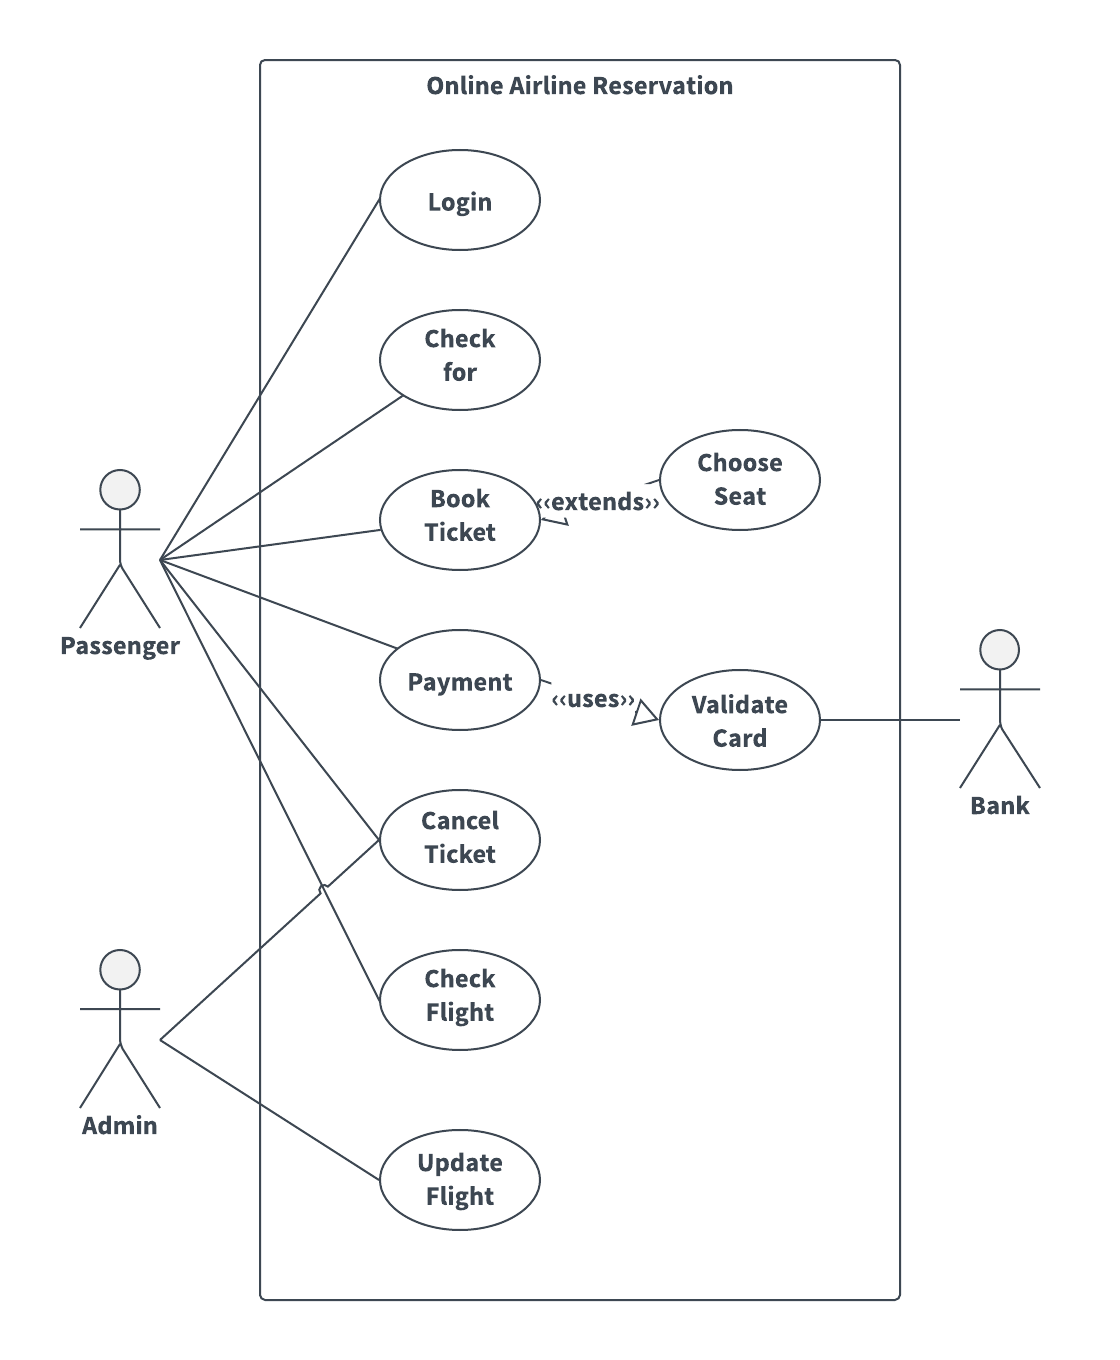 Online Airline Reservation
Login
Check
for
Book
Ticket
‹‹extends››
Choose
Seat
Passenger
Payment
‹‹uses››
Validate
Card
Bank
Cancel
Ticket
Check
Flight
Admin
Update
Flight